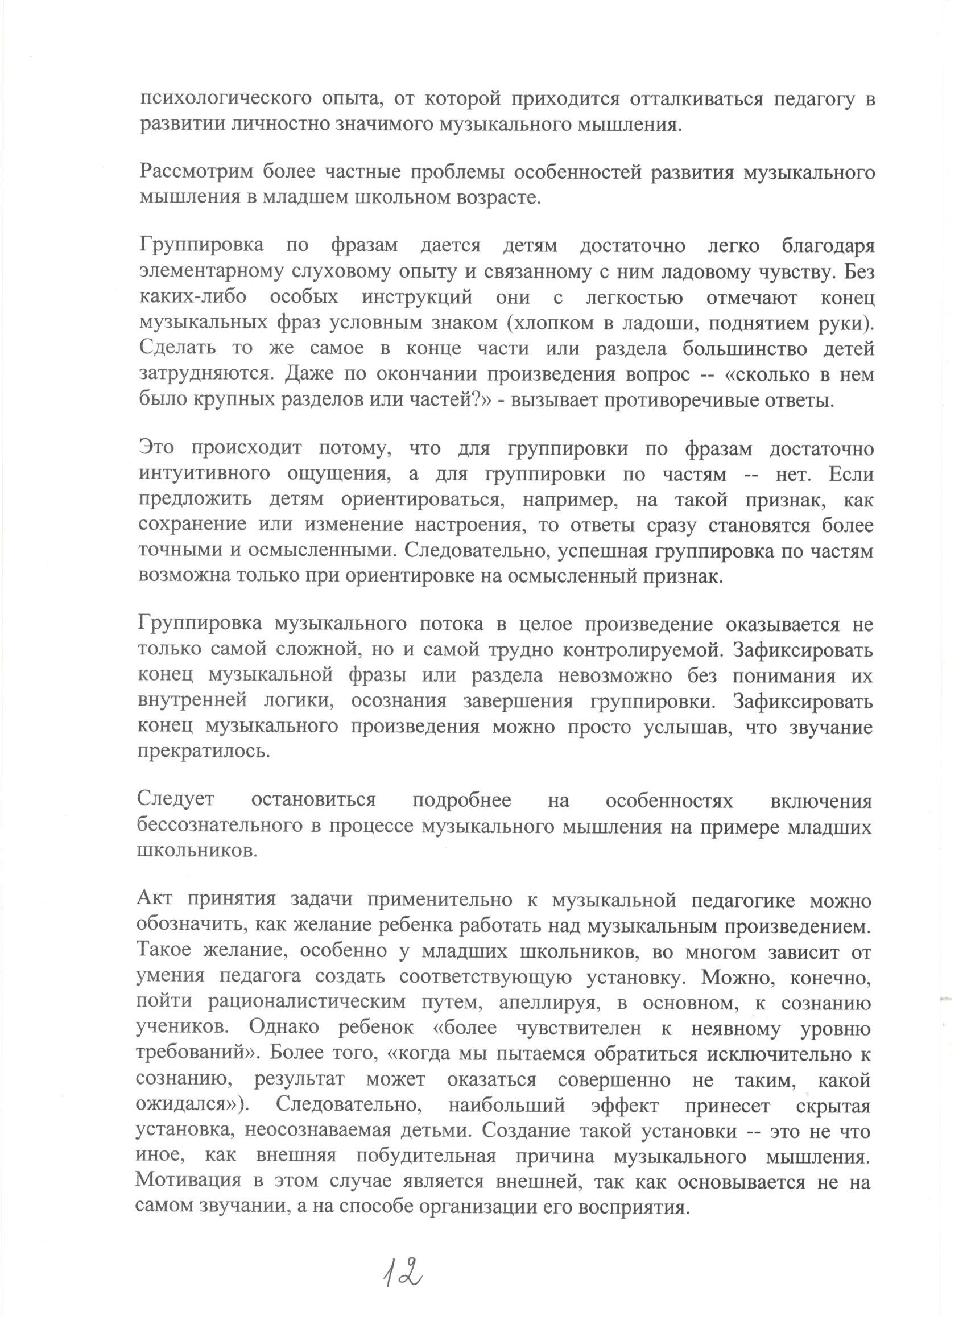 психологического опыта, от которой приходится отталкиваться педагогу в
развитии личностно значимого музыкального мышления.
Рассмотрим более частные проблемы особенностей развития музыкального
мышления в младшем школьном возрасте.
Группировка по фразам дается детям достаточно легко благодаря
элементарному слуховому опыту и связанному с ним ладовому чувству. Без
каких-либо особых инструкций они с легкостью отмечают конец
музыкальных фраз условным знаком (хлопком в ладоши, поднятием руки).
Сделать то же самое в конце части или раздела большинство детей
затрудняются. Даже по окончании произведения вопрос -- «сколько в нем
было крупных разделов или частей?» - вызывает противоречивые ответы.
Это происходит потому, что для группировки по фразам достаточно
интуитивного ощущения, а для группировки по частям -- нет. Если
предложить детям ориентироваться, например, на такой признак, как
сохранение или изменение настроения, то ответы сразу становятся более
точными и осмысленными. Следовательно, успешная группировка по частям
возможна только при ориентировке на осмысленный признак.
Группировка музыкального потока в целое произведение оказывается не
только самой сложной, но и самой трудно контролируемой. Зафиксировать
конец музыкальной фразы или раздела невозможно без понимания их
внутренней логики, осознания завершения группировки. Зафиксировать
конец музыкального произведения можно просто услышав, что звучание
прекратилось.
Следует остановиться подробнее на особенностях включения
бессознательного в процессе музыкального мышления на примере младших
школьников.
Акт принятия задачи применительно к музыкальной педагогике можно
обозначить, как желание ребенка работать над музыкальным произведением.
Такое желание, особенно у младших школьников, во многом зависит от
умения педагога создать соответствующую установку. Можно, конечно,
пойти рационалистическим путем, апеллируя, в основном, к сознанию
учеников. Однако ребенок «более чувствителен к неявному уровню
требований». Более того, «когда мы пытаемся обратиться исключительно к
сознанию, результат может оказаться совершенно не таким, какой
ожидался»). Следовательно, наибольший эффект принесет скрытая
установка, неосознаваемая детьми. Создание такой установки -- это не что
иное, как внешняя побудительная причина музыкального мышления.
Мотивация в этом случае является внешней, так как основывается не на
самом звучании, а на способе организации его восприятия.
12